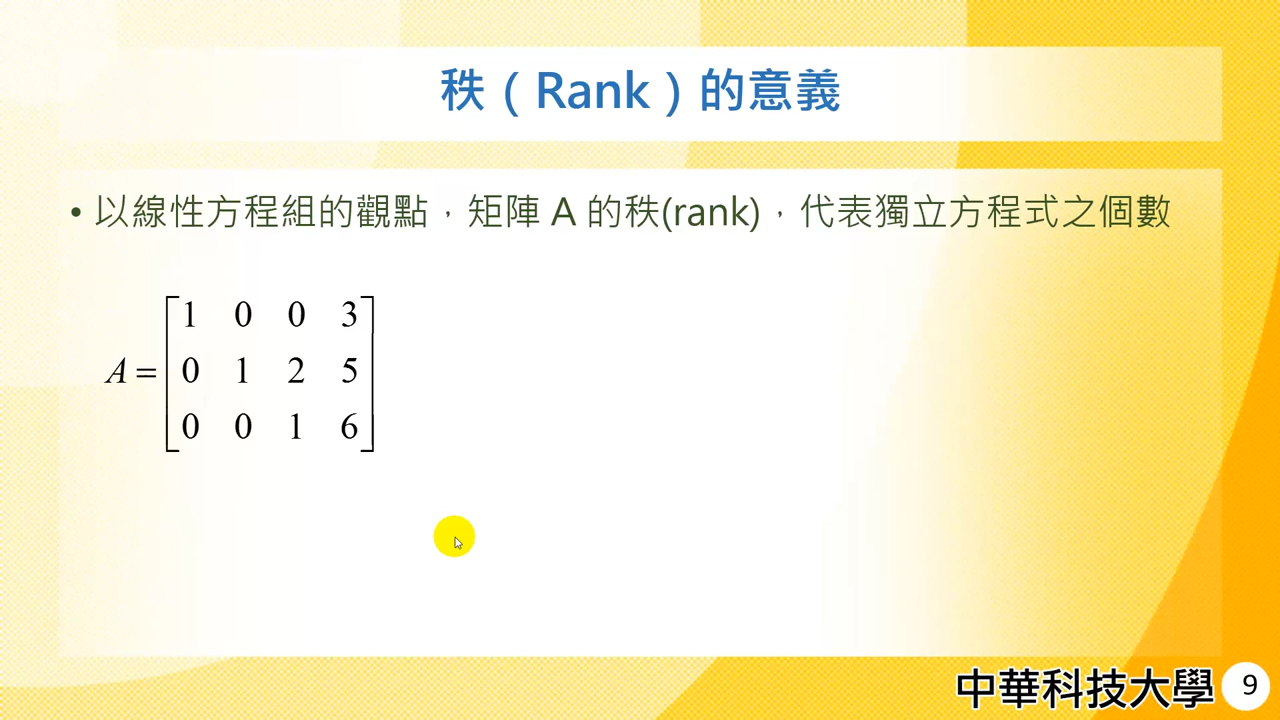 秩（Rank）的意義
• 以線性方程組的觀點，矩陣 A 的秩(rank)，代表獨立方程式之個數
1 0 0 3
A = 0 1 2 5
0 0 1 6
中華科技大學 9